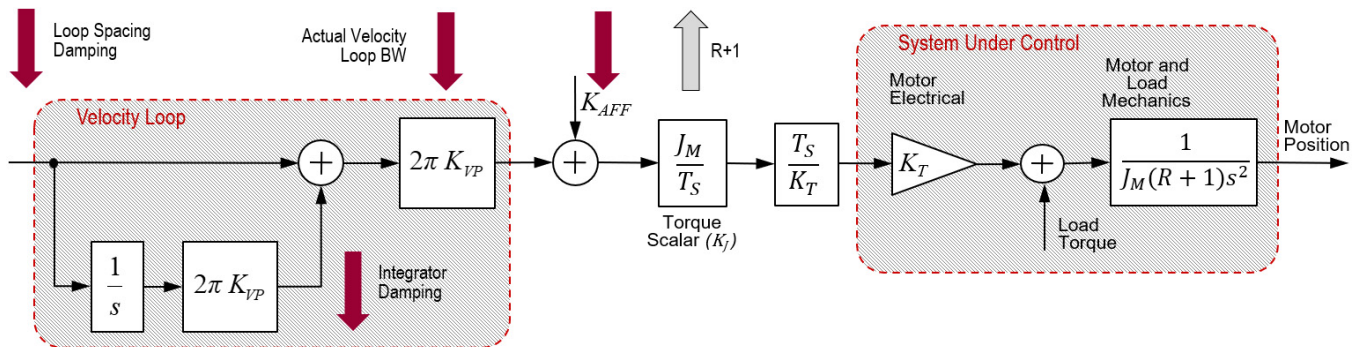 Loop Spacing
Damping
Actual Velocity
Loop BW
R+1
System Under Control
Velocity Loop
K_AFF
Motor
Electrical
Motor and
Load
Mechanics
+
2π K_VP
+
J_M
T_S
T_S
K_T
K_T
+
1
J_M(R + 1)s²
Motor
Position
Torque
Scalar (K_J)
Load
Torque
1
s
2π K_VP
Integrator
Damping